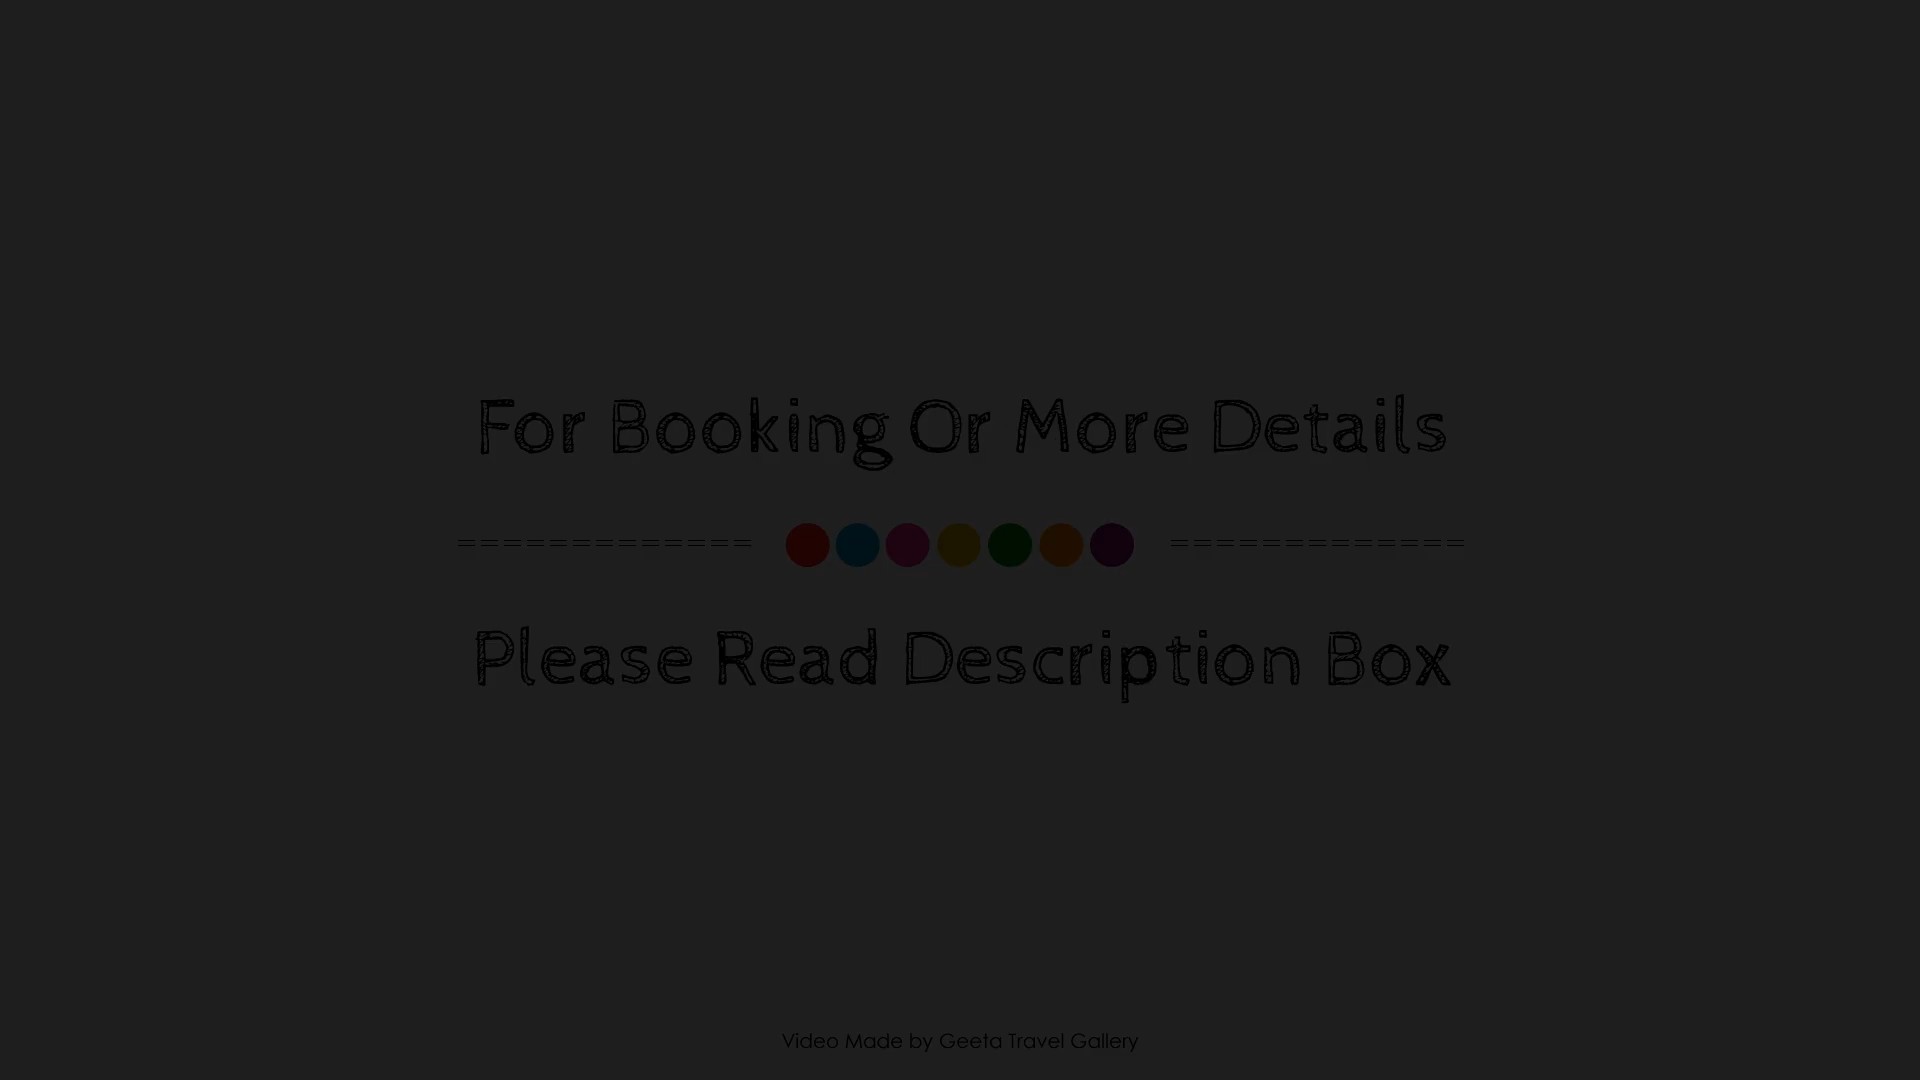 For Booking Or More Details
============= =============
Please Read Description Box
Video Made by Geeta Travel Gallery